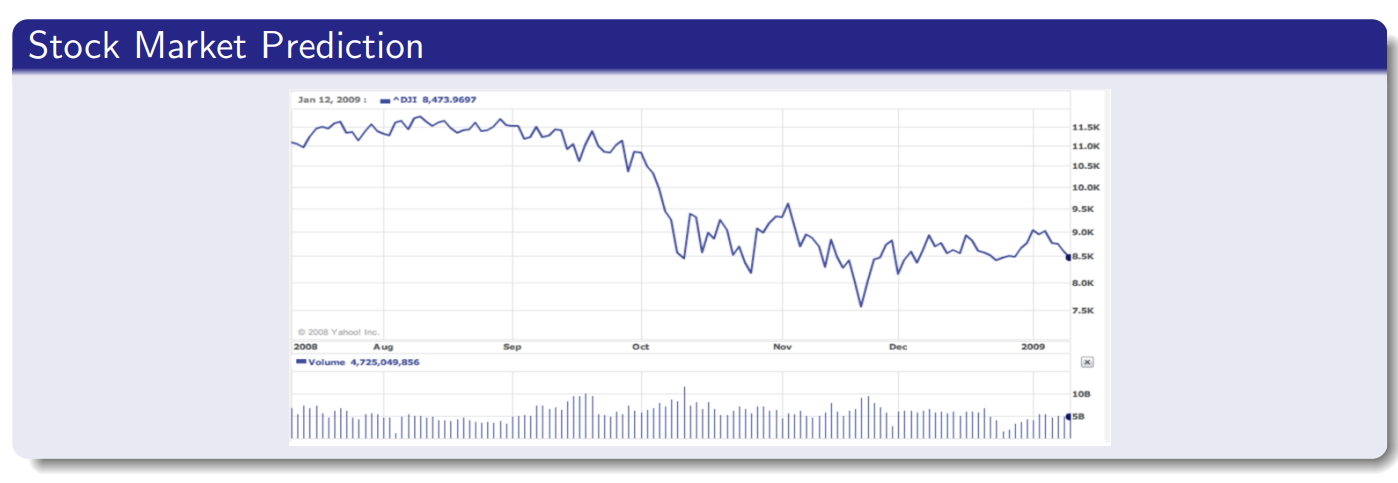 Stock Market Prediction
Jan 12, 2009 : ^DJI 8,473.9697
11.5K
11.0K
10.5K
10.0K
9.5K
9.0K
8.5K
8.0K
7.5K
© 2008 Yahoo! Inc.
2008 Aug Sep Oct Nov Dec 2009
Volume 4,725,049,856
10B
5B